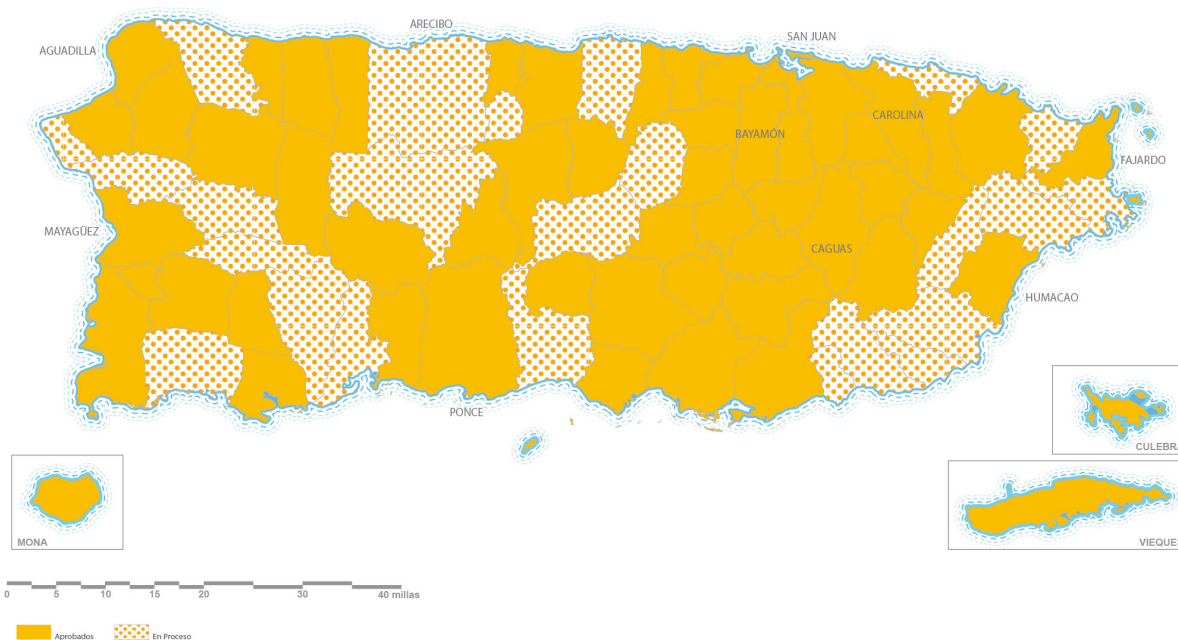 ARECIBO
SAN JUAN
AGUADILLA
CAROLINA
BAYAMÓN
FAJARDO
MAYAGÜEZ
CAGUAS
HUMACAO
PONCE
CULEBRA
MONA
VIEQUES
0 5 10 15 20 30 40 millas
Aprobados En Proceso